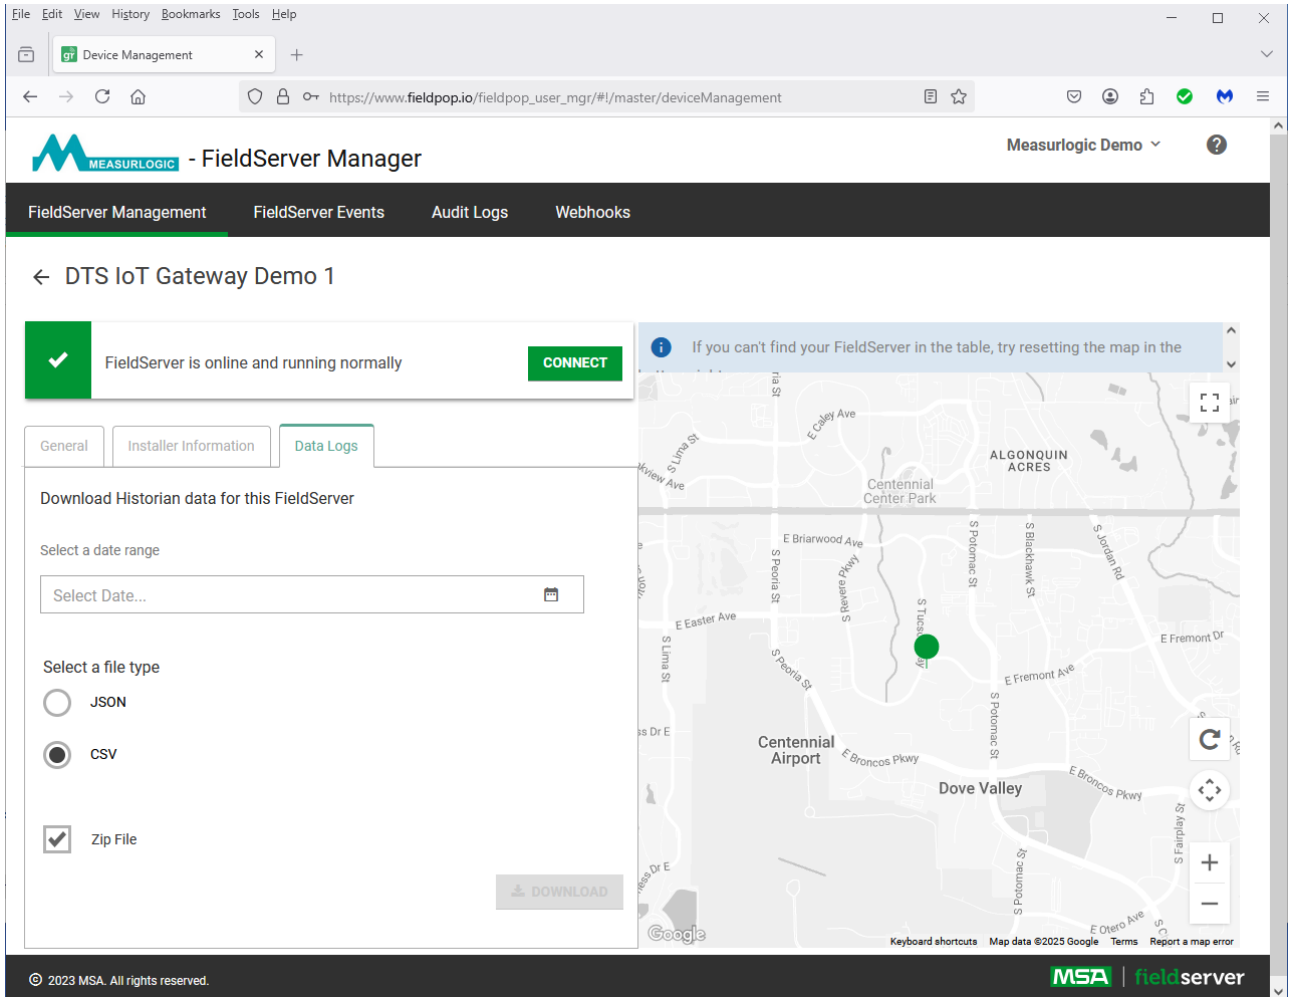 File Edit View History Bookmarks Tools Help
Device Management
https://www.fieldpop.io/fieldpop_user_mgr/#!/master/deviceManagement
MEASURLOGIC - FieldServer Manager
Measurlogic Demo
FieldServer Management FieldServer Events Audit Logs Webhooks
DTS IoT Gateway Demo 1
FieldServer is online and running normally
CONNECT
General Installer Information Data Logs
Download Historian data for this FieldServer
Select a date range
Select Date...
Select a file type
JSON
CSV
Zip File
DOWNLOAD
If you can't find your FieldServer in the table, try resetting the map in the
ia St
S Peoria St
E Caley Ave
S Lima St
ALGONQUIN
ACRES
Centennial
Center Park
E Briarwood Ave
S Peoria St
S Revere Pkwy
S Potomac St
S Blackhawk St
S Jordan Rd
E Easter Ave
S Lima St
S Peoria St
E Fremont Dr
E Fremont Ave
S Potomac St
ss Dr E
Centennial
Airport
E Broncos Pkwy
Dove Valley
E Broncos Pkwy
S Fairplay St
S Potomac St
E Otero Ave
Google
Keyboard shortcuts Map data ©2025 Google Terms Report a map error
© 2023 MSA. All rights reserved.
MSA | fieldserver